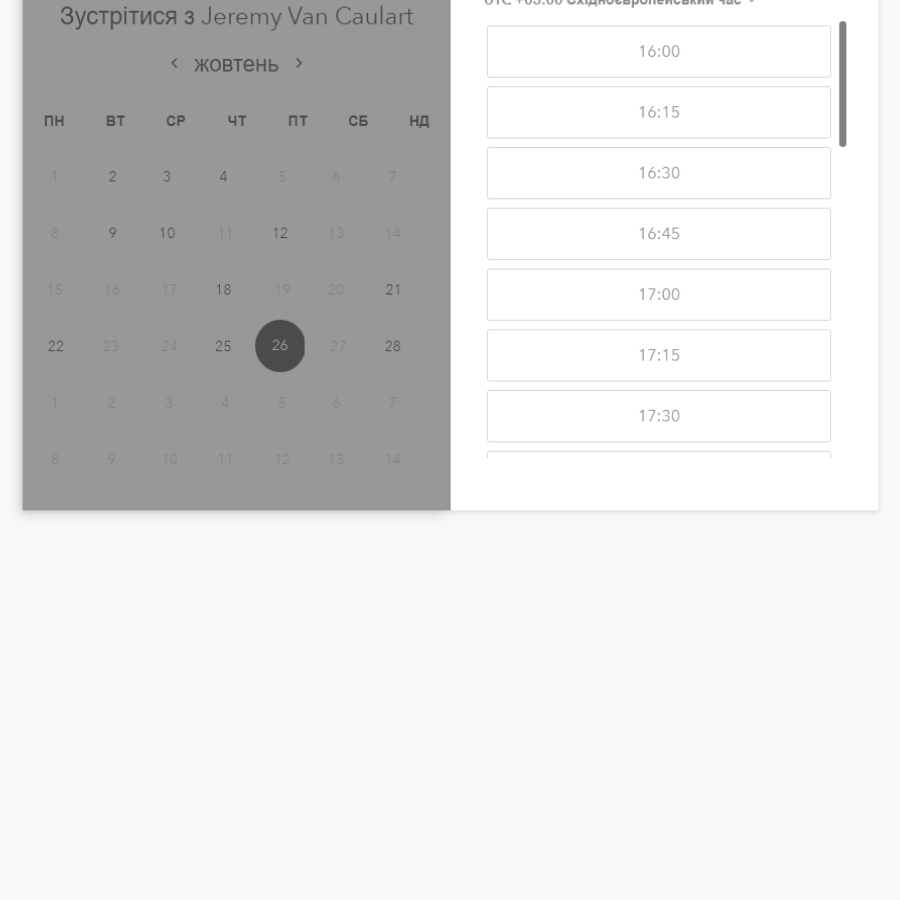 Зустрітися з Jeremy Van Caulart
жовтень
ПН ВТ СР ЧТ ПТ СБ НД
1 2 3 4 5 6 7
8 9 10 11 12 13 14
15 16 17 18 19 20 21
22 23 24 25 26 27 28
1 2 3 4 5 6 7
8 9 10 11 12 13 14
UTC +03:00 Східноєвропейський час
16:00
16:15
16:30
16:45
17:00
17:15
17:30